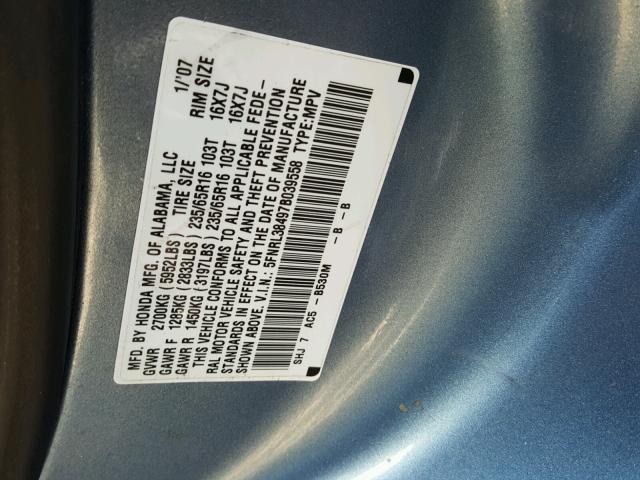 MFD. BY HONDA MFG. OF ALABAMA, LLC 1/'07
GVWR 2700KG (5952LBS) TIRE SIZE RIM SIZE
GAWR F 1285KG (2833LBS) 235/65R16 103T 16X7J
GAWR R 1450KG (3197LBS) 235/65R16 103T 16X7J
THIS VEHICLE CONFORMS TO ALL APPLICABLE FEDE-
RAL MOTOR VEHICLE SAFETY AND THEFT PREVENTION
STANDARDS IN EFFECT ON THE DATE OF MANUFACTURE
SHOWN ABOVE. V.I.N.: 5FNRL38497B039558 TYPE:MPV
SHJ 7 AC5 - B530M - B - B